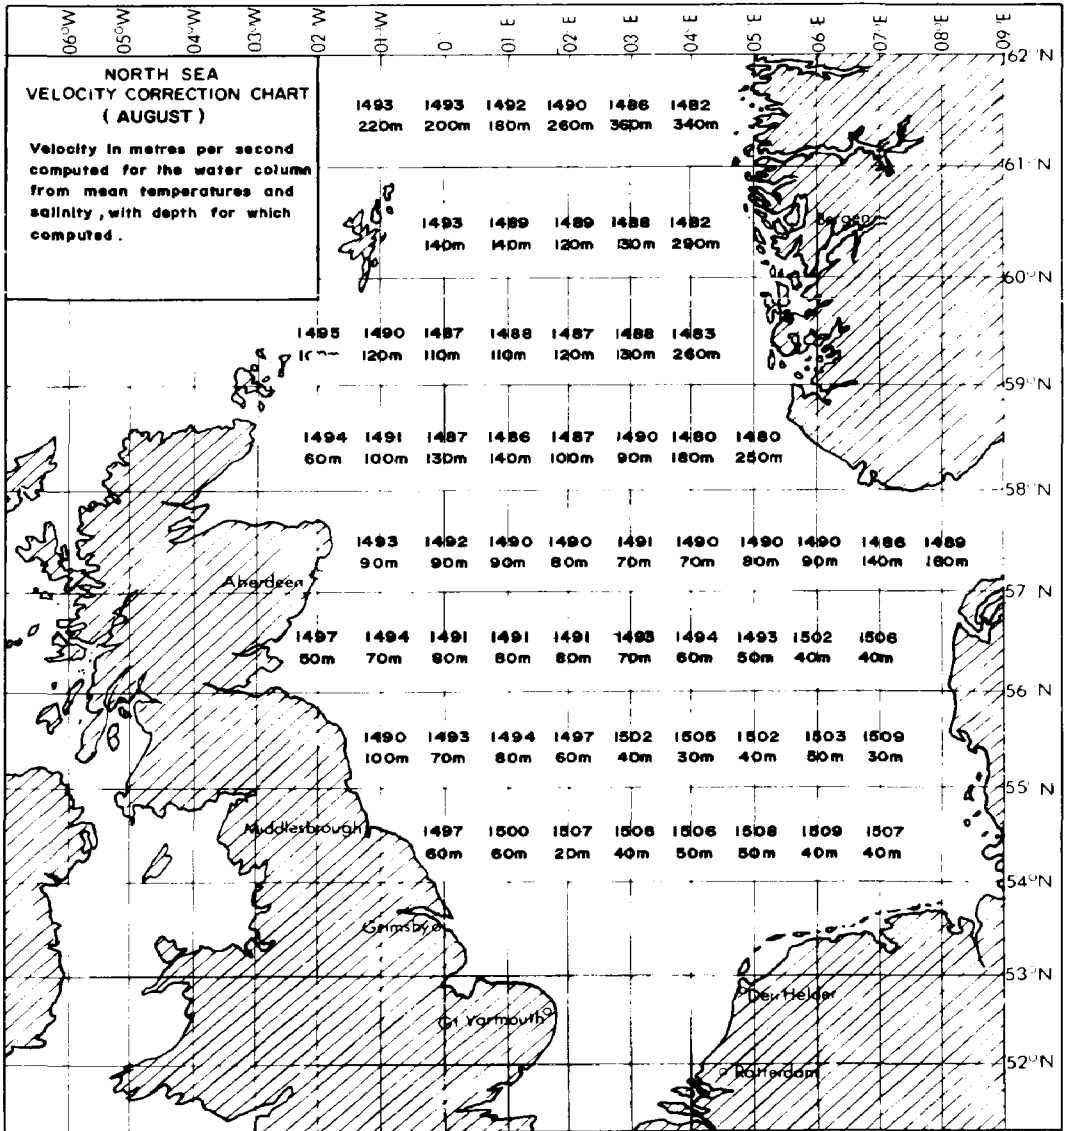 06°W 05°W 04°W 03°W 02 01°W 0 01°E 02°E 03°E 04°E 05°E 06°E 07°E 08°E 09°E
62°N
NORTH SEA
VELOCITY CORRECTION CHART
( AUGUST )
Velocity in metres per second
computed for the water column
from mean temperatures and
salinity , with depth for which
computed .
1493 1493 1492 1490 1486 1482
220m 200m 180m 260m 360m 340m
61°N
1493 1489 1489 1488 1482
140m 140m 120m 130m 290m
Bergen
60°N
1495 1490 1487 1488 1487 1488 1483
120m 110m 110m 120m 130m 260m
59°N
1494 1491 1487 1486 1487 1490 1480 1480
60m 100m 130m 140m 100m 90m 180m 250m
58°N
1493 1492 1490 1490 1491 1490 1490 1490 1486 1489
90m 90m 90m 80m 70m 70m 80m 90m 140m 160m
Aberdeen
57°N
1497 1494 1491 1491 1491 1493 1494 1493 1502 1506
50m 70m 80m 80m 80m 70m 60m 50m 40m 40m
56°N
1490 1493 1494 1497 1502 1505 1502 1503 1509
100m 70m 80m 60m 40m 30m 40m 50m 30m
55°N
Middlesbrough
1497 1500 1507 1506 1506 1508 1509 1507
60m 60m 20m 40m 50m 50m 40m 40m
54°N
Grimsby
53°N
Den Helder
Gt Yarmouth
52°N
Rotterdam